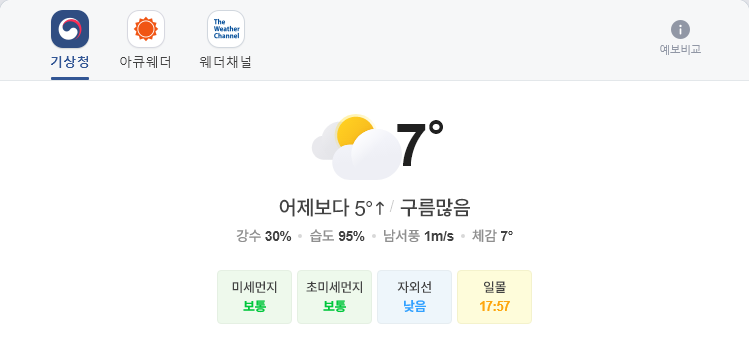 The Weather Channel
기상청 아큐웨더 웨더채널
예보비교
7°
어제보다 5°↑ / 구름많음
강수 30% • 습도 95% • 남서풍 1m/s • 체감 7°
미세먼지 초미세먼지 자외선 일몰
보통 보통 낮음 17:57